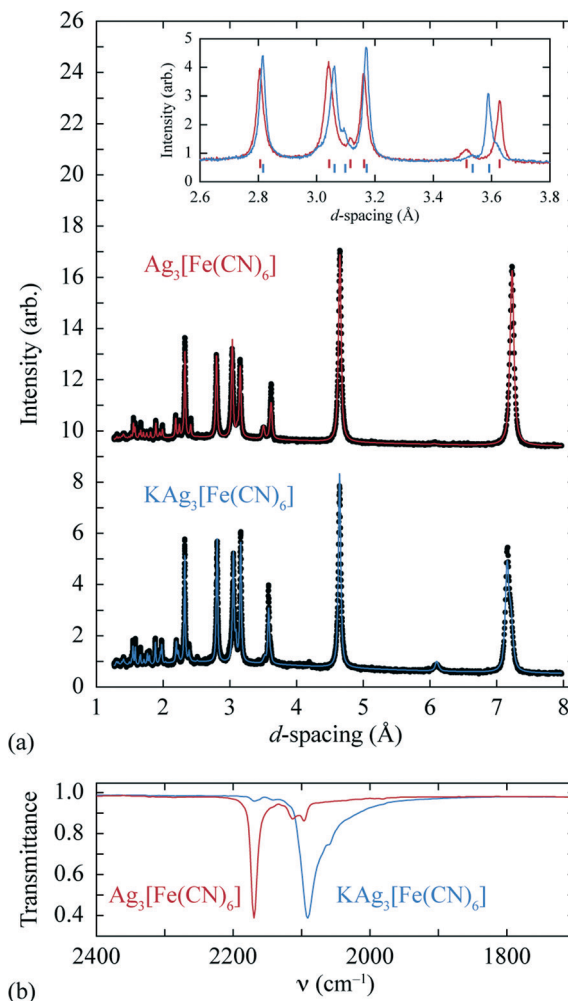 26
24
22
20
18
16
14
12
10
8
6
4
2
0
Intensity (arb.)
1 2 3 4 5 6 7 8
d-spacing (Å)
5
4
3
2
1
0
Intensity (arb.)
2.6 2.8 3.0 3.2 3.4 3.6 3.8
d-spacing (Å)
Ag₃[Fe(CN)₆]
KAg₃[Fe(CN)₆]
(a)
1.0
0.8
0.6
0.4
Transmittance
Ag₃[Fe(CN)₆] KAg₃[Fe(CN)₆]
2400 2200 2000 1800
ν (cm⁻¹)
(b)